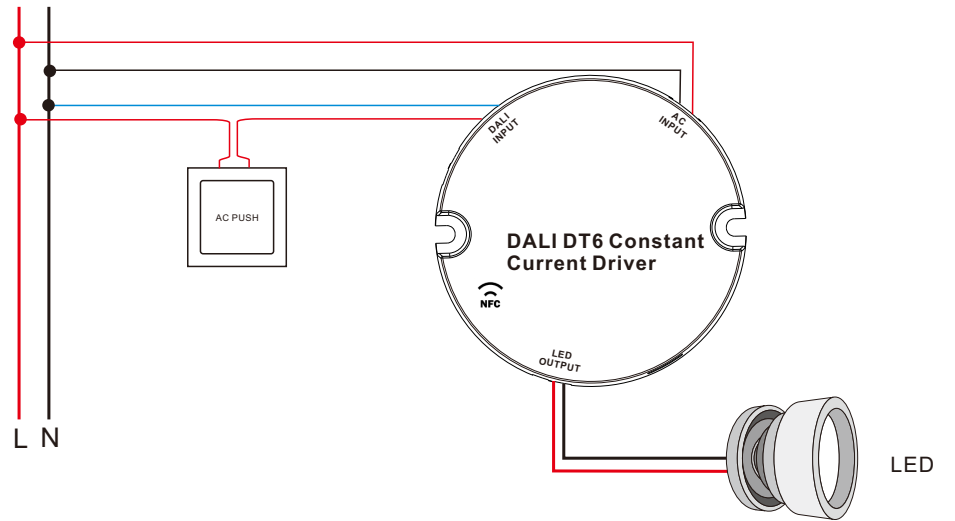 DALI
INPUT
AC
INPUT
AC PUSH
DALI DT6 Constant
Current Driver
NFC
LED
OUTPUT
L N
LED